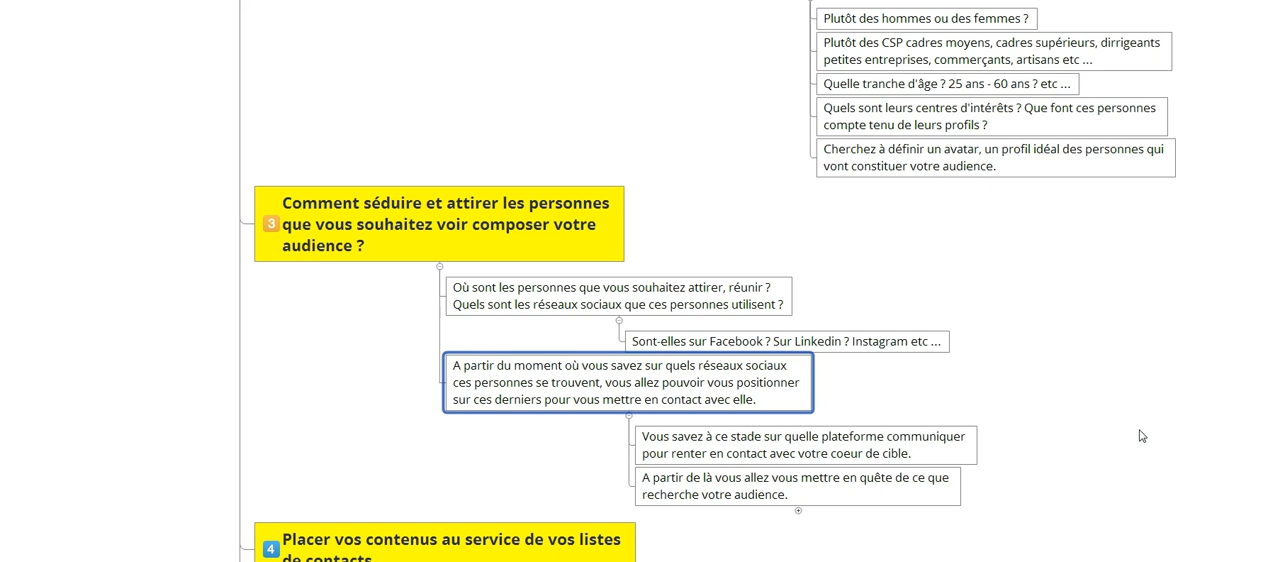 Plutôt des hommes ou des femmes ?
Plutôt des CSP cadres moyens, cadres supérieurs, dirrigeants
petites entreprises, commerçants, artisans etc ...
Quelle tranche d'âge ? 25 ans - 60 ans ? etc ...
Quels sont leurs centres d'intérêts ? Que font ces personnes
compte tenu de leurs profils ?
Cherchez à définir un avatar, un profil idéal des personnes qui
vont constituer votre audience.
3
Comment séduire et attirer les personnes
que vous souhaitez voir composer votre
audience ?
Où sont les personnes que vous souhaitez attirer, réunir ?
Quels sont les réseaux sociaux que ces personnes utilisent ?
Sont-elles sur Facebook ? Sur Linkedin ? Instagram etc ...
A partir du moment où vous savez sur quels réseaux sociaux
ces personnes se trouvent, vous allez pouvoir vous positionner
sur ces derniers pour vous mettre en contact avec elle.
Vous savez à ce stade sur quelle plateforme communiquer
pour renter en contact avec votre coeur de cible.
A partir de là vous allez vous mettre en quête de ce que
recherche votre audience.
4
Placer vos contenus au service de vos listes
de contacts